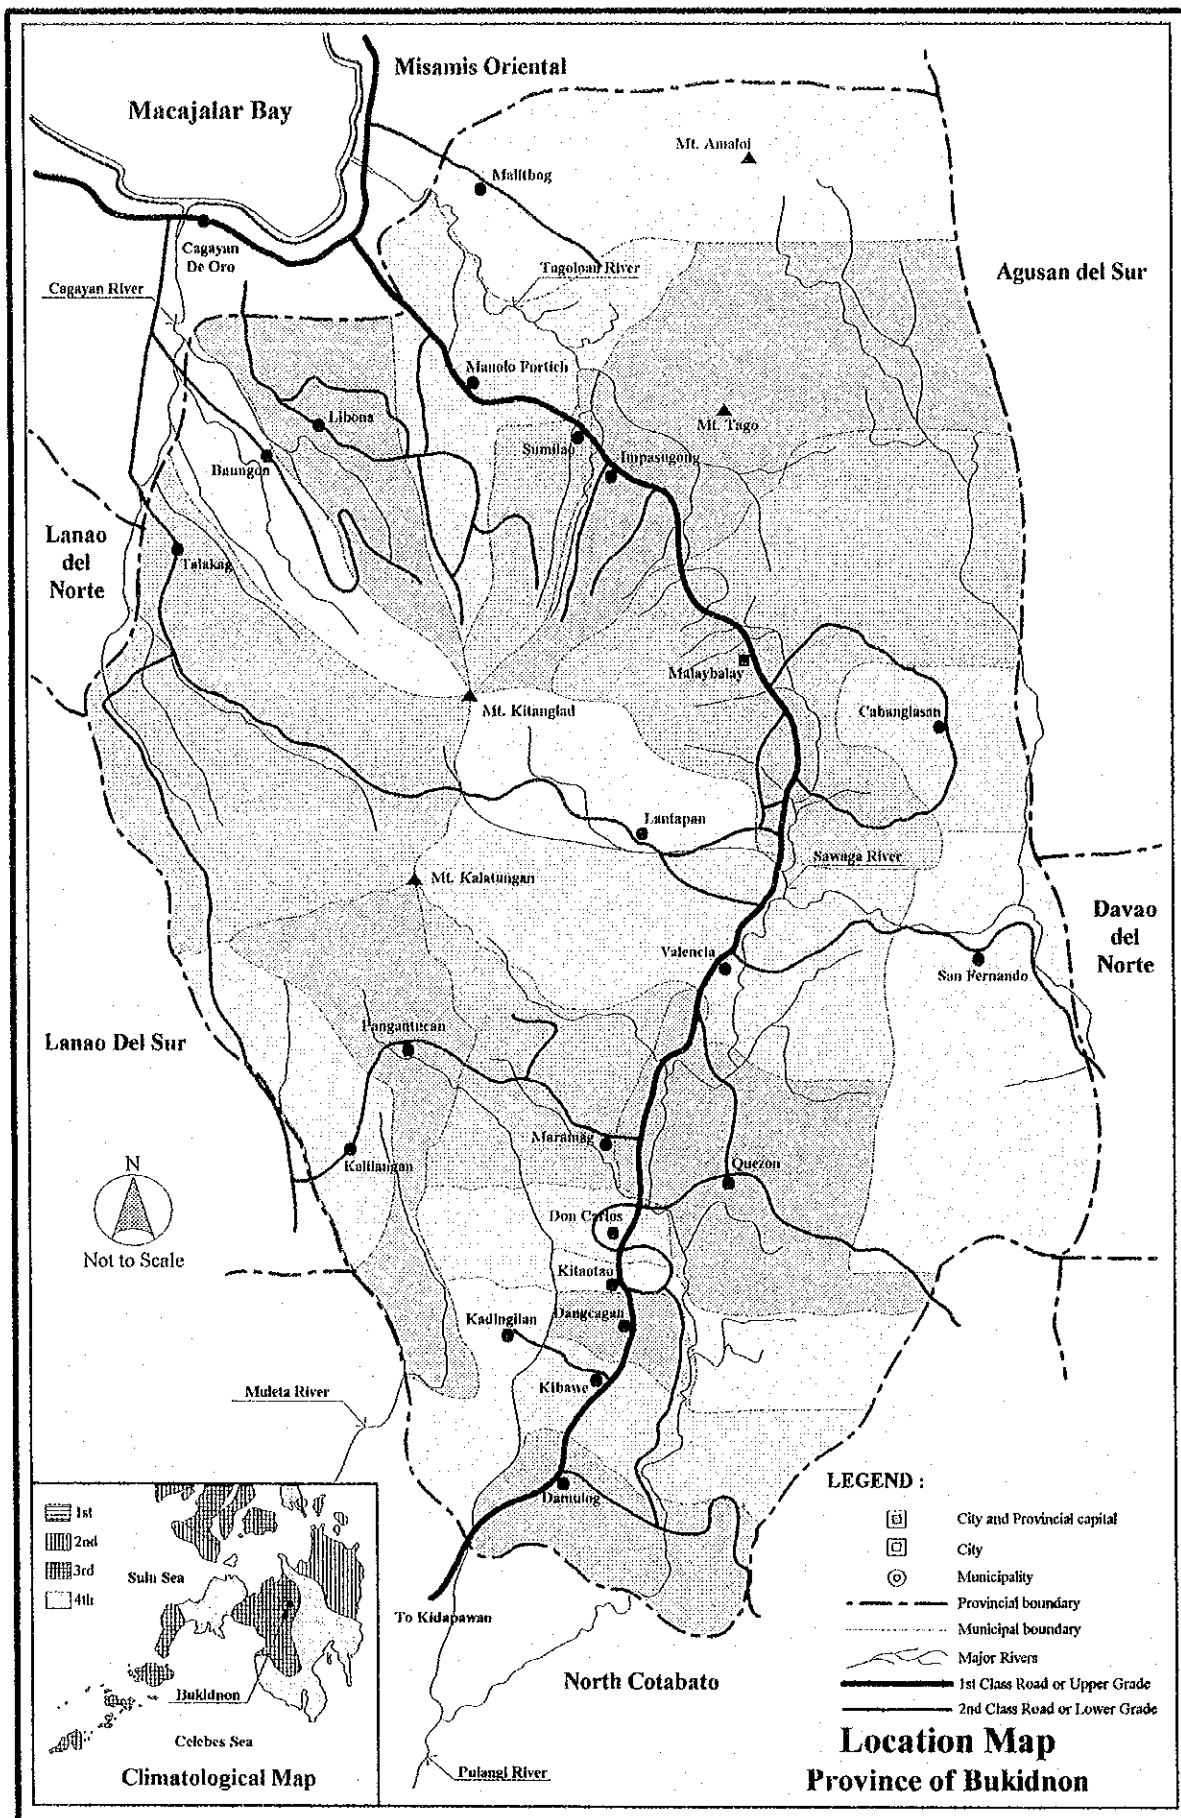 Misamis Oriental
Macajalar Bay
Mt. Amaloi
Malitbog
Cagayan
De Oro
Tagoloan River
Agusan del Sur
Cagayan River
Manolo Fortich
Libona
Mt. Tago
Sumilao
Impasugong
Baungon
Lanao
del
Norte
Talakag
Malaybalay
Mt. Kitanglad
Cabanglasan
Lantapan
Sawaga River
Mt. Kalatungan
Davao
del
Norte
Valencia
San Fernando
Pangantucan
Lanao Del Sur
Maramag
Kalilangan
Quezon
N
Not to Scale
Don Carlos
Kitaotao
Dangcagan
Kadingilan
Kibawe
Muleta River
Damulog
To Kidapawan
North Cotabato
Pulangi River
1st
2nd
3rd
4th
Sulu Sea
Bukidnon
Celebes Sea
Climatological Map
LEGEND :
City and Provincial capital
City
Municipality
Provincial boundary
Municipal boundary
Major Rivers
1st Class Road or Upper Grade
2nd Class Road or Lower Grade
Location Map
Province of Bukidnon